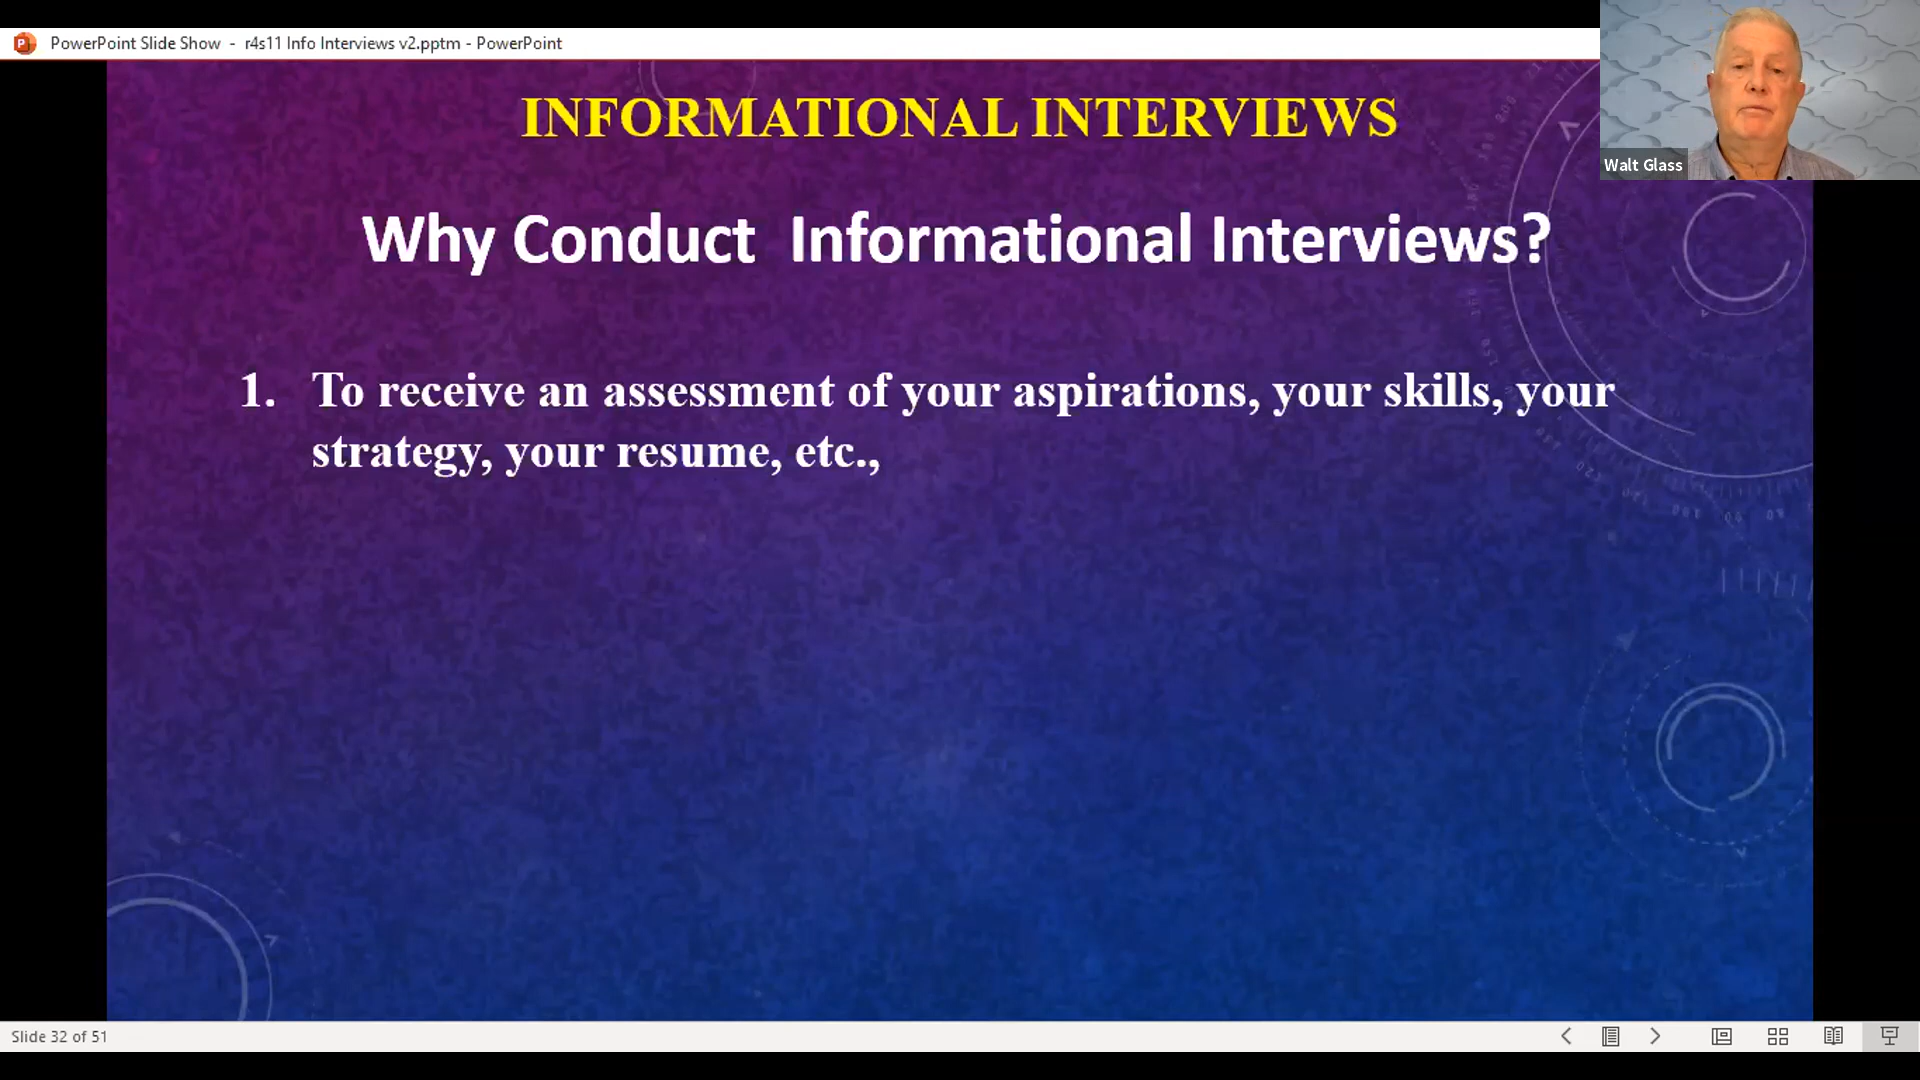 PowerPoint Slide Show - r4s11 Info Interviews v2.pptm - PowerPoint
Walt Glass
INFORMATIONAL INTERVIEWS
Why Conduct  Informational Interviews?
1. To receive an assessment of your aspirations, your skills, your
strategy, your resume, etc.,
Slide 32 of 51